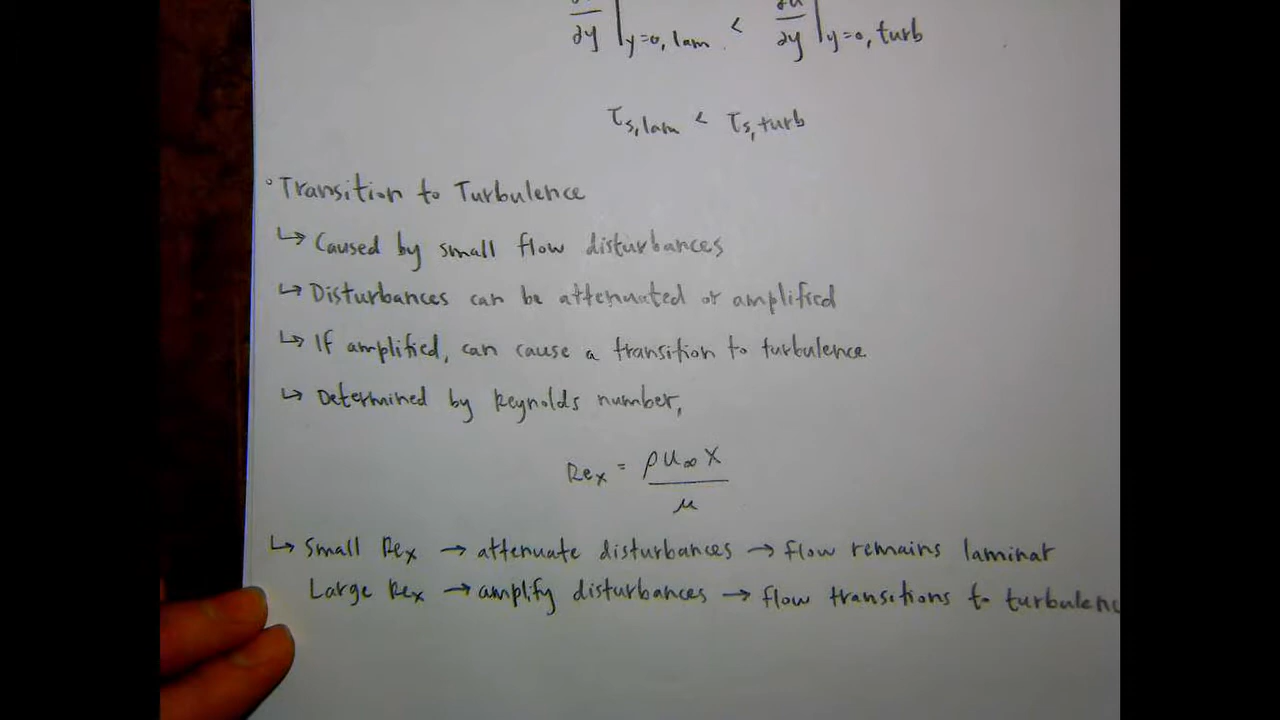 ∂y |y=0, lam < ∂y |y=0, turb
τs,lam < τs,turb
° Transition to Turbulence
↳ Caused by small flow disturbances
↳ Disturbances can be attenuated or amplified
↳ If amplified, can cause a transition to turbulence
↳ Determined by Reynolds number,
Rex = ρu∞x
μ
↳ Small Rex → attenuate disturbances → flow remains laminar
Large Rex → amplify disturbances → flow transitions to turbulenc